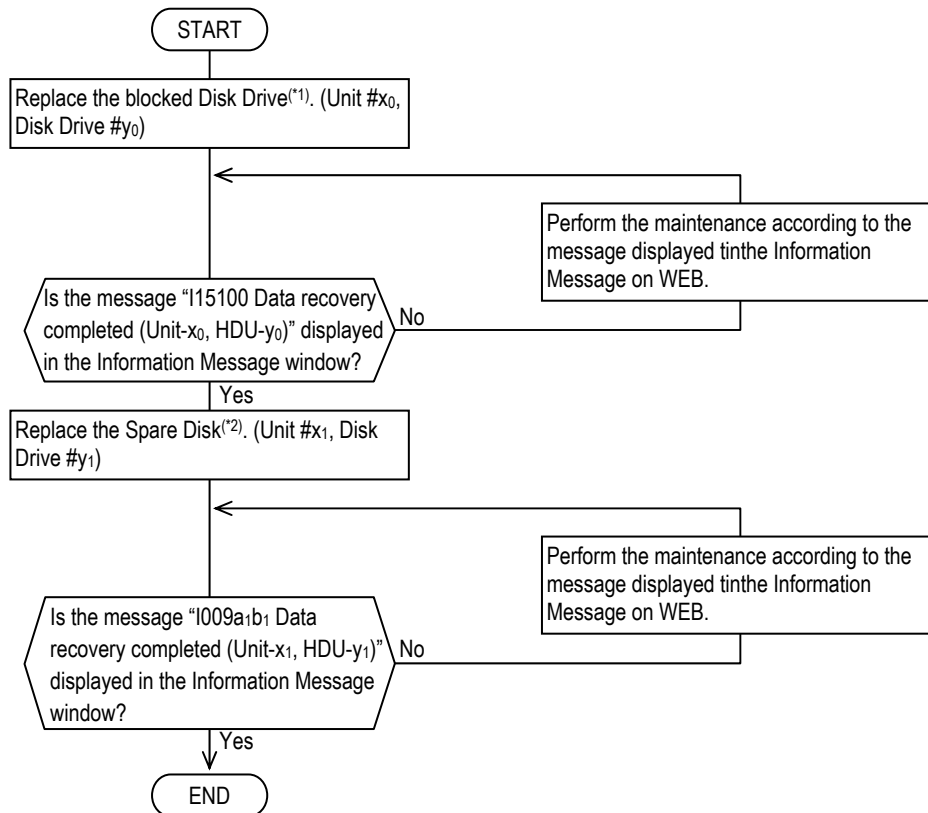 START
Replace the blocked Disk Drive(*1). (Unit #x0,
Disk Drive #y0)
Perform the maintenance according to the
message displayed tinthe Information
Message on WEB.
Is the message “I15100 Data recovery
completed (Unit-x0, HDU-y0)” displayed
in the Information Message window?
No
Yes
Replace the Spare Disk(*2). (Unit #x1, Disk
Drive #y1)
Perform the maintenance according to the
message displayed tinthe Information
Message on WEB.
Is the message “I009a1b1 Data
recovery completed (Unit-x1, HDU-y1)”
displayed in the Information Message
window?
No
Yes
END